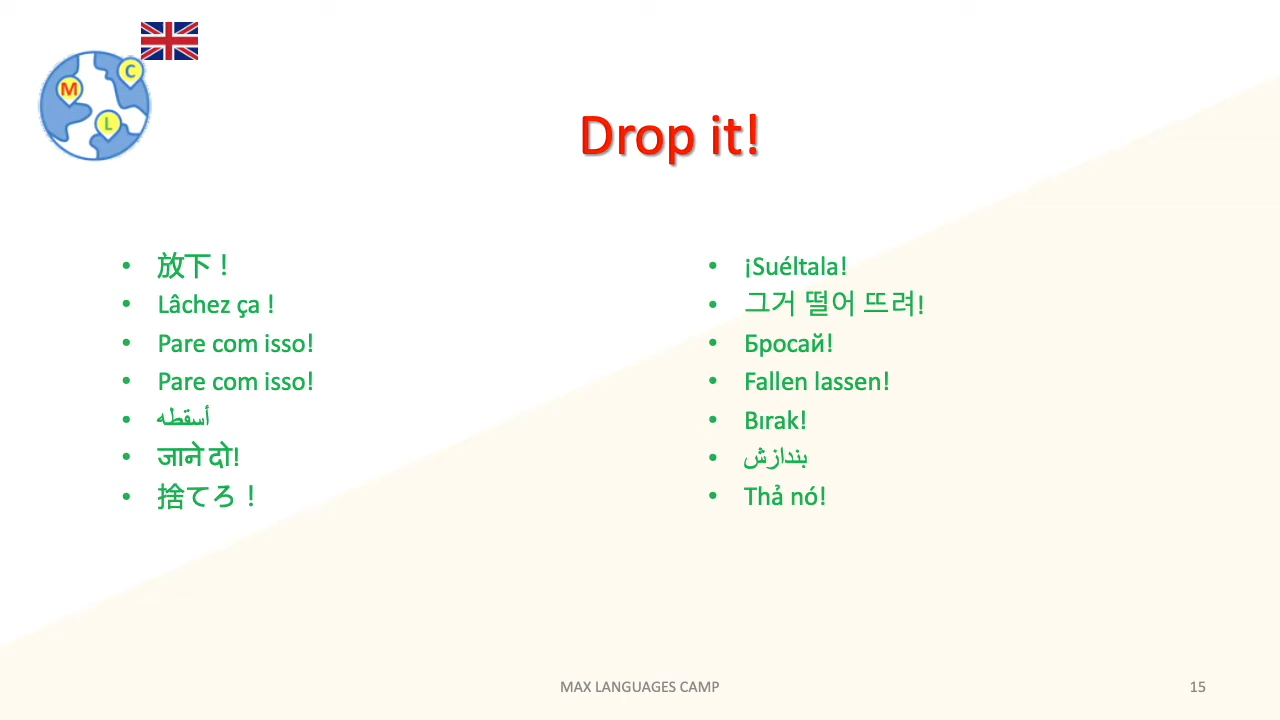 C
M
L
Drop it!
• 放下！
• Lâchez ça !
• Pare com isso!
• Pare com isso!
• أسقطه
• जाने दो!
• 捨てろ！
• ¡Suéltala!
• 그거 떨어 뜨려!
• Бросай!
• Fallen lassen!
• Bırak!
• بندازش
• Thả nó!
MAX LANGUAGES CAMP
15